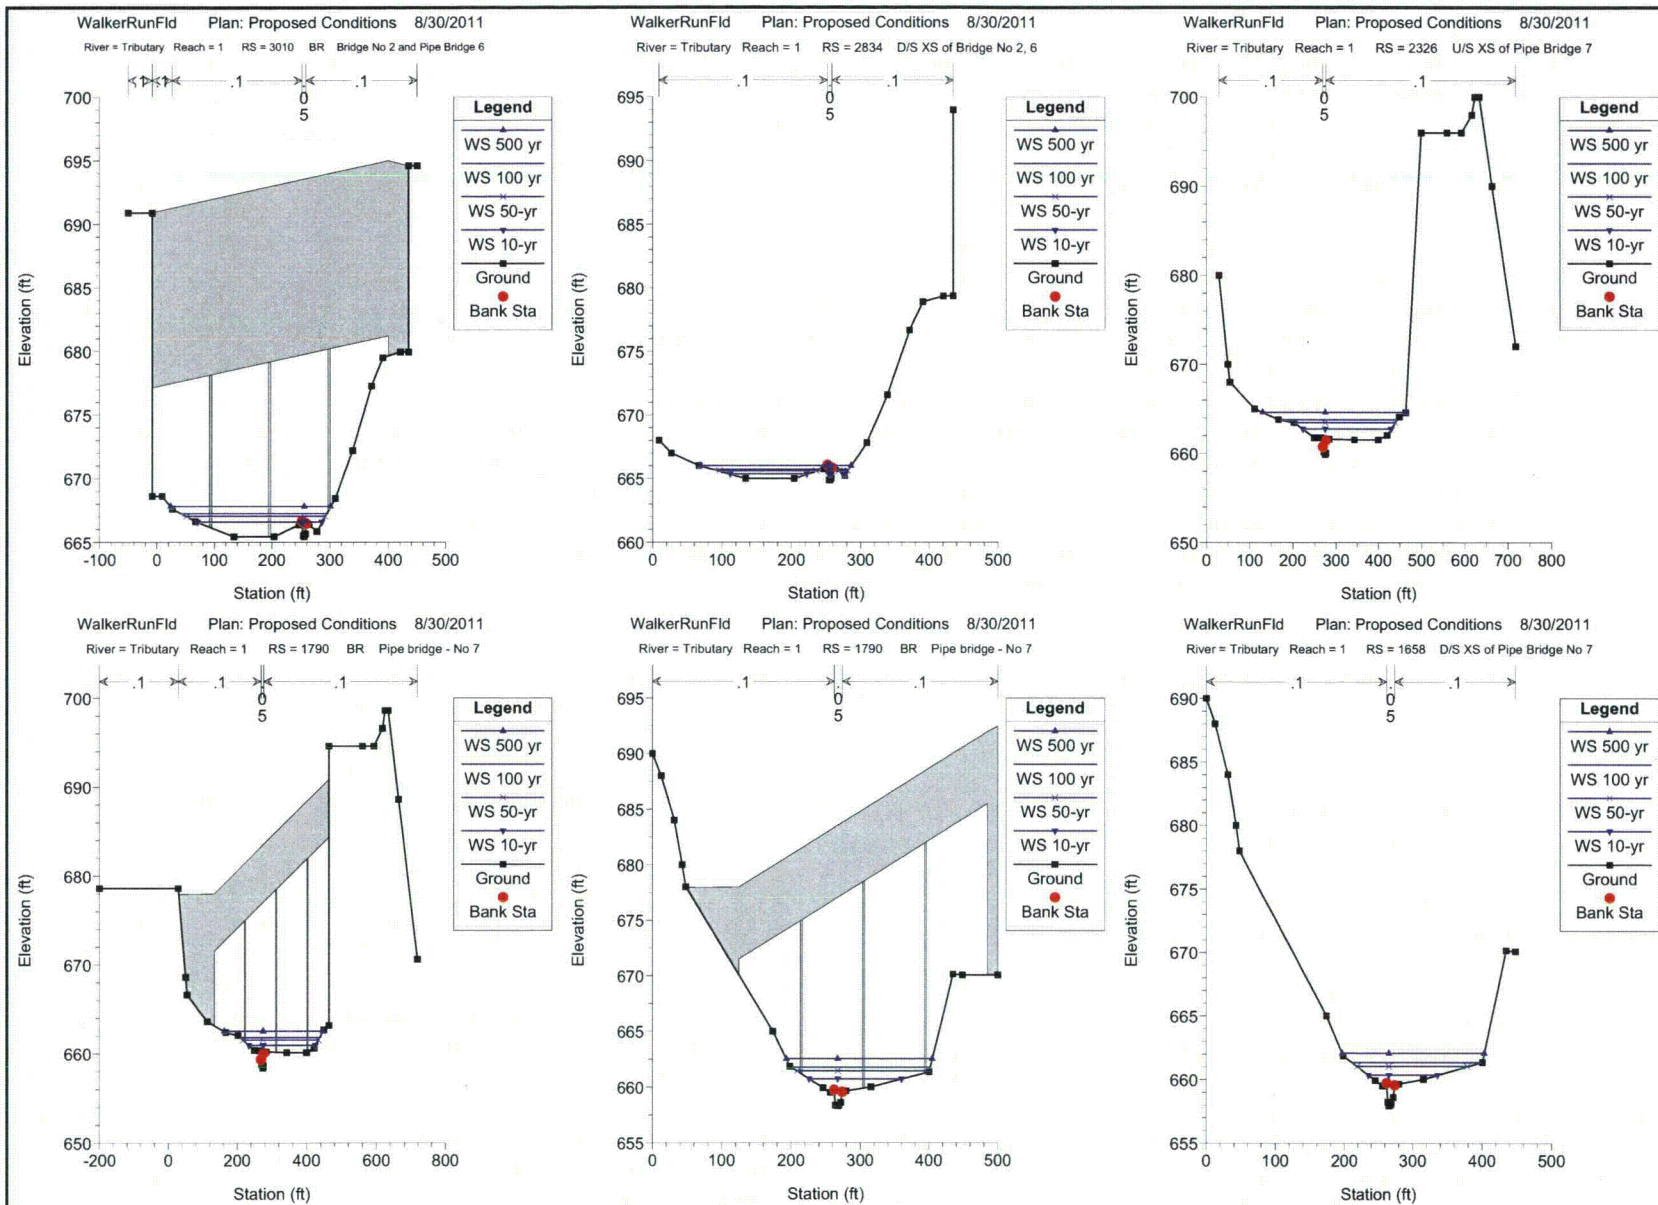 WalkerRunFld Plan: Proposed Conditions 8/30/2011
River = Tributary Reach = 1 RS = 3010 BR Bridge No 2 and Pipe Bridge 6
.1 .1
0
5
700
695
690
685
680
675
670
665
Elevation (ft)
-100 0 100 200 300 400 500
Station (ft)
Legend
WS 500 yr
WS 100 yr
WS 50-yr
WS 10-yr
Ground
Bank Sta
WalkerRunFld Plan: Proposed Conditions 8/30/2011
River = Tributary Reach = 1 RS = 2834 D/S XS of Bridge No 2, 6
.1 .1
0
5
695
690
685
680
675
670
665
660
Elevation (ft)
0 100 200 300 400 500
Station (ft)
Legend
WS 500 yr
WS 100 yr
WS 50-yr
WS 10-yr
Ground
Bank Sta
WalkerRunFld Plan: Proposed Conditions 8/30/2011
River = Tributary Reach = 1 RS = 2326 U/S XS of Pipe Bridge 7
.1 .1
0
5
700
690
680
670
660
650
Elevation (ft)
0 100 200 300 400 500 600 700 800
Station (ft)
Legend
WS 500 yr
WS 100 yr
WS 50-yr
WS 10-yr
Ground
Bank Sta
WalkerRunFld Plan: Proposed Conditions 8/30/2011
River = Tributary Reach = 1 RS = 1790 BR Pipe bridge - No 7
.1 .1 .1
0
5
700
690
680
670
660
650
Elevation (ft)
-200 0 200 400 600 800
Station (ft)
Legend
WS 500 yr
WS 100 yr
WS 50-yr
WS 10-yr
Ground
Bank Sta
WalkerRunFld Plan: Proposed Conditions 8/30/2011
River = Tributary Reach = 1 RS = 1790 BR Pipe bridge - No 7
.1 .1
0
5
695
690
685
680
675
670
665
660
655
Elevation (ft)
0 100 200 300 400 500
Station (ft)
Legend
WS 500 yr
WS 100 yr
WS 50-yr
WS 10-yr
Ground
Bank Sta
WalkerRunFld Plan: Proposed Conditions 8/30/2011
River = Tributary Reach = 1 RS = 1658 D/S XS of Pipe Bridge No 7
.1 .1
0
5
690
685
680
675
670
665
660
655
Elevation (ft)
0 100 200 300 400 500
Station (ft)
Legend
WS 500 yr
WS 100 yr
WS 50-yr
WS 10-yr
Ground
Bank Sta